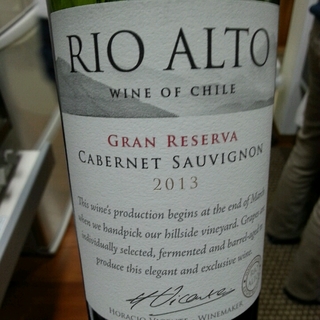 RIO ALTO
WINE OF CHILE
GRAN RESERVA
CABERNET SAUVIGNON
2013
This wine's production begins at the end of March
when we handpick our hillside vineyard. Grapes are
individually selected, fermented and barrel-aged to
produce this elegant and exclusive wine.
HORACIO VICENTE - WINEMAKER